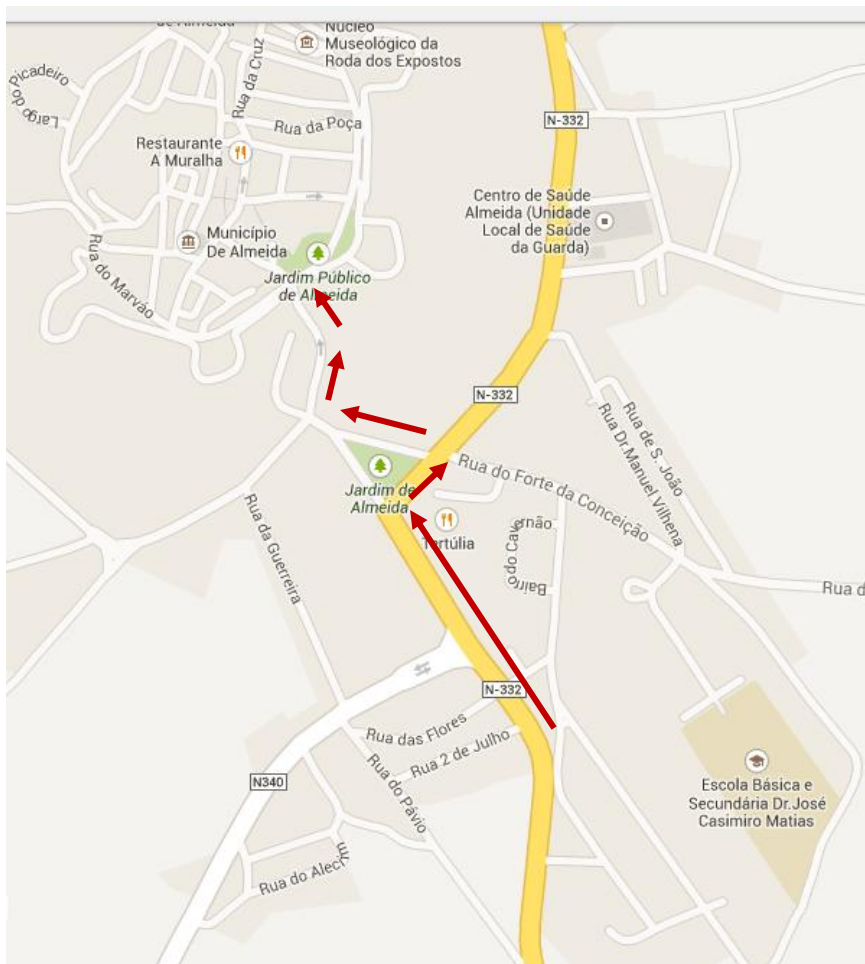 de Almeida
Núcleo
Museológico da
Roda dos Expostos
Largo do
Picadeiro
Rua da Cruz
Rua da Poça
N-332
Restaurante
A Muralha
Centro de Saúde
Almeida (Unidade
Local de Saúde
da Guarda)
Município
De Almeida
Jardim Público
de Almeida
Rua do Marvão
N-332
Rua do Forte da Conceição
Rua de S. João
Rua Dr.Manuel Vilhena
Jardim de
Almeida
Tertúlia
Bairro do Cavernão
Rua da Guerreira
Rua d
N-332
Rua das Flores
Rua 2 de Julho
N340
Rua do Pávio
Escola Básica e
Secundária Dr.José
Casimiro Matias
Rua do Alecrim